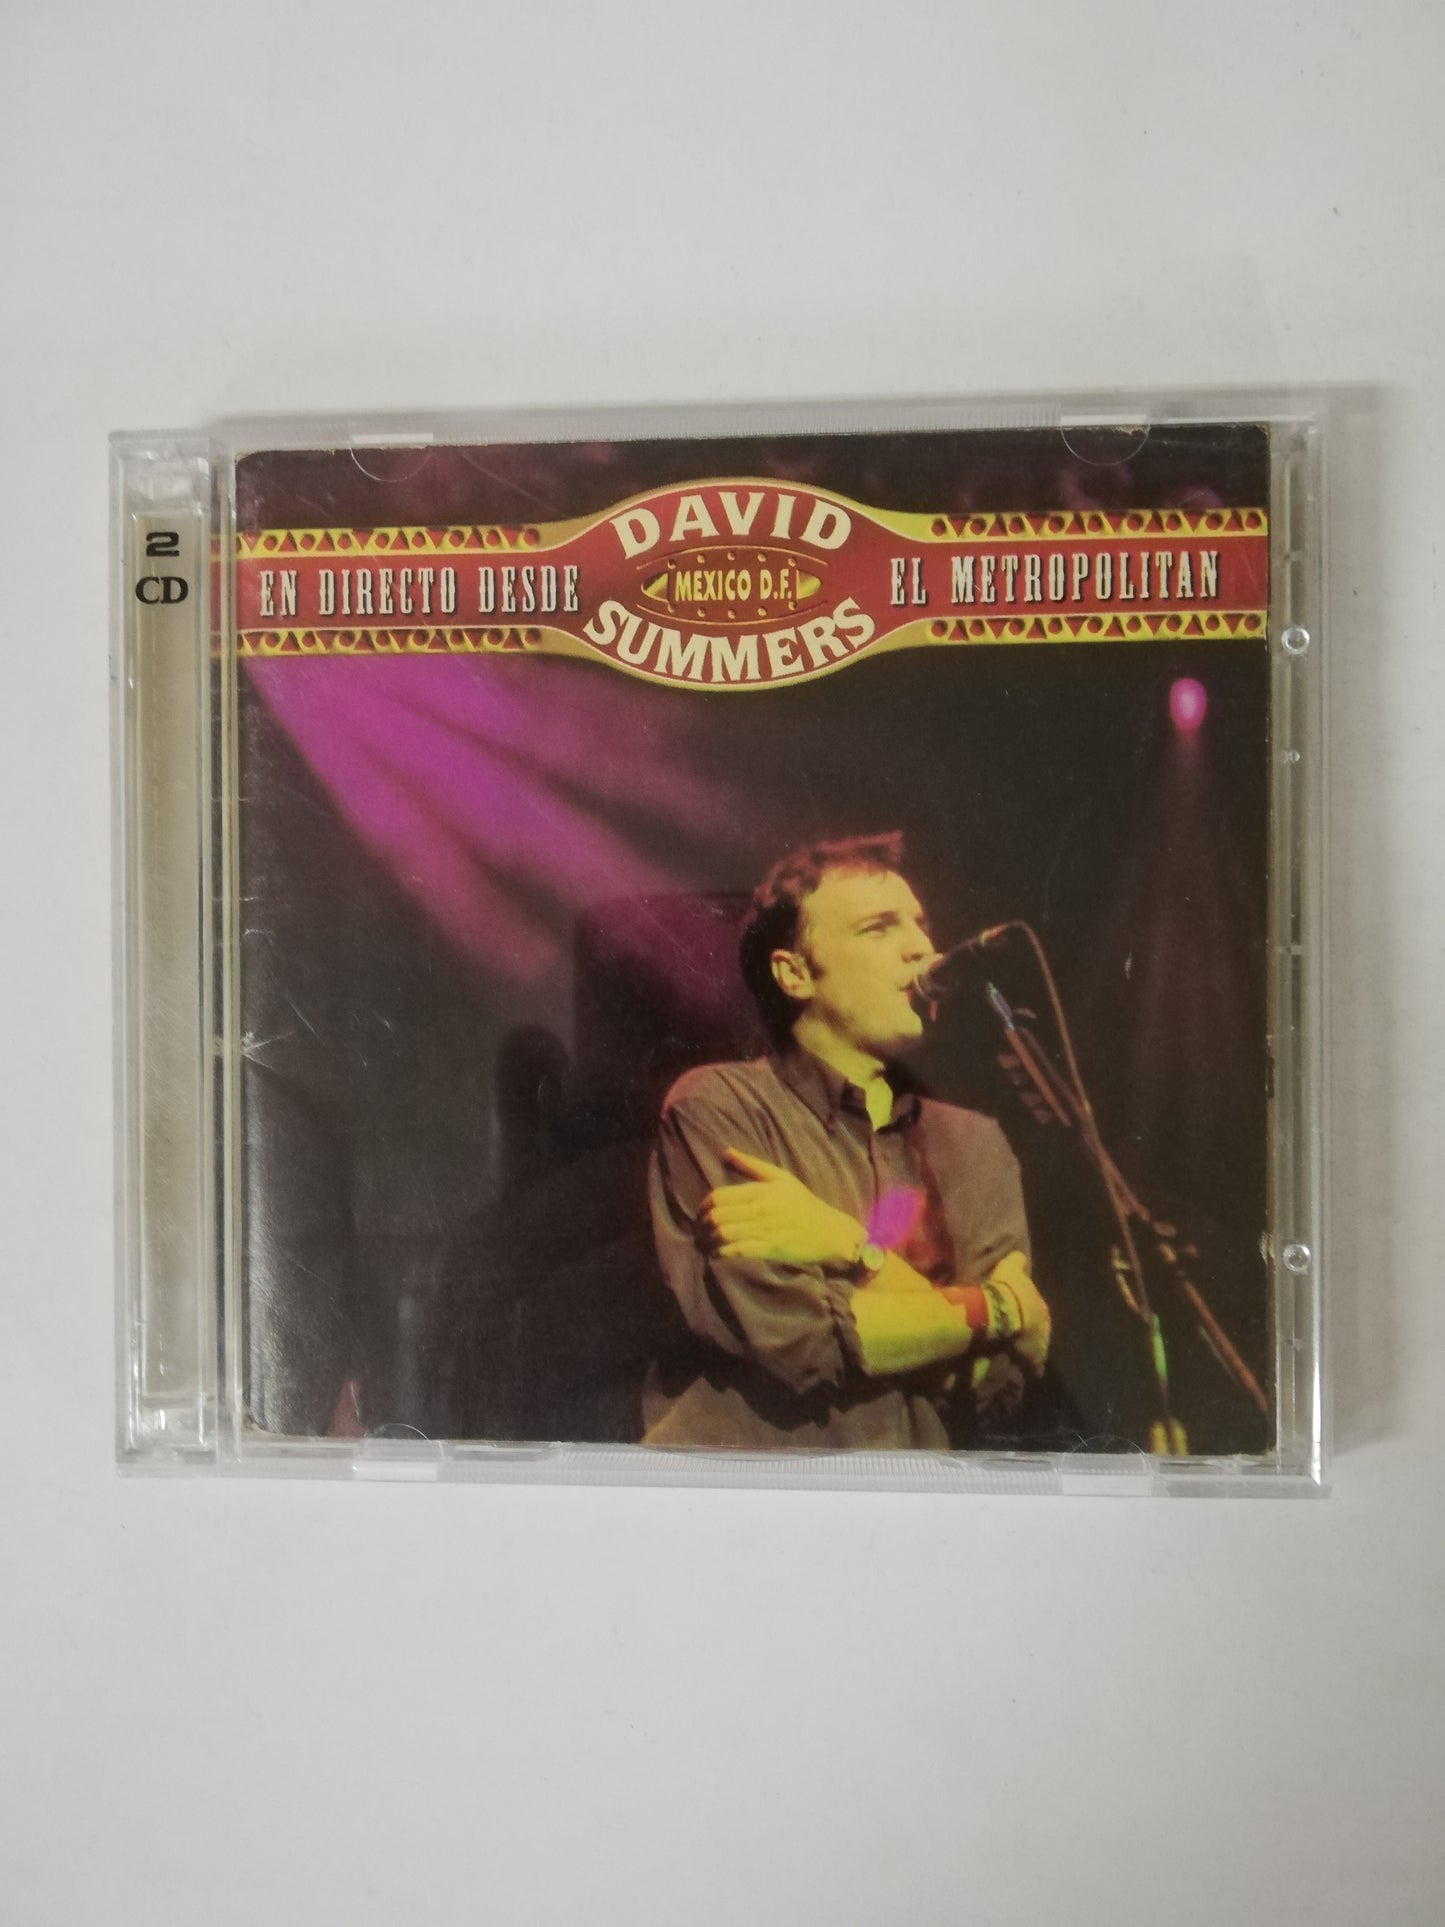 2
CD
EN DIRECTO DESDE
DAVID
MEXICO D.F.
SUMMERS
EL METROPOLITAN